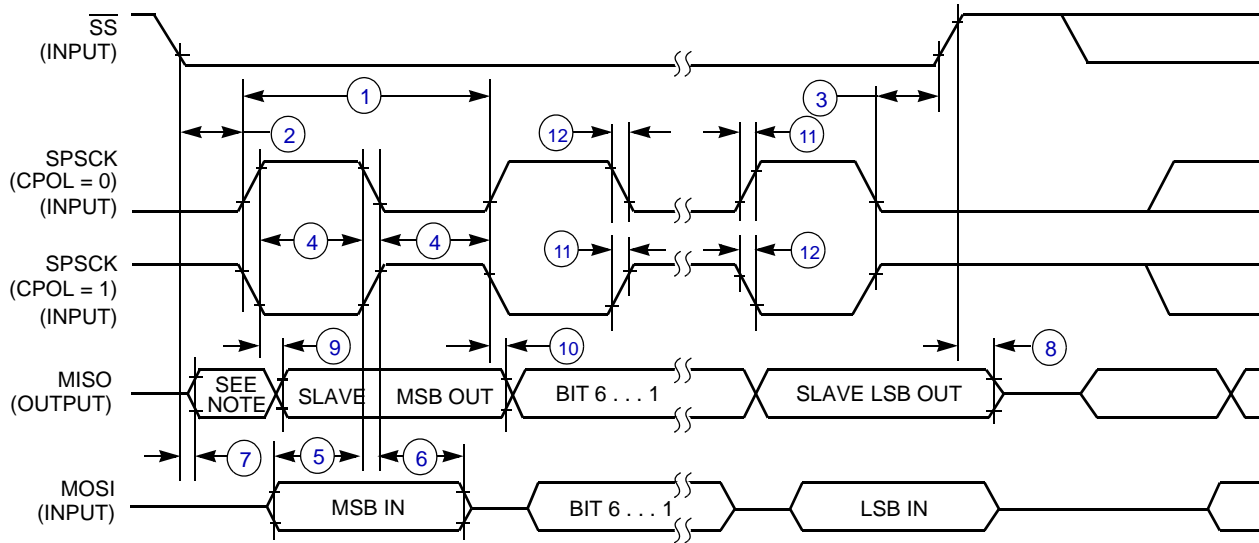 SS
(INPUT)
1
3
2
12
11
SPSCK
(CPOL = 0)
(INPUT)
4
4
11
12
SPSCK
(CPOL = 1)
(INPUT)
9
10
8
MISO
(OUTPUT)
SEE
NOTE
SLAVE
MSB OUT
BIT 6 . . . 1
SLAVE LSB OUT
7
5
6
MOSI
(INPUT)
MSB IN
BIT 6 . . . 1
LSB IN